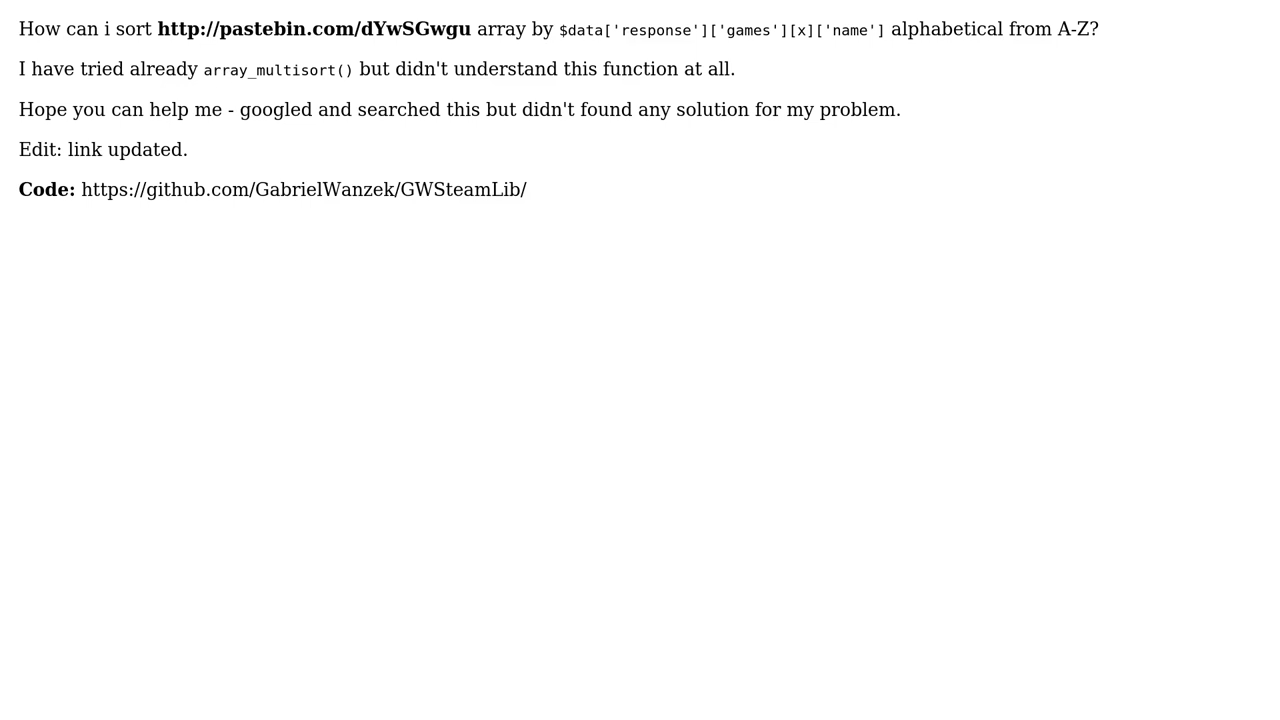 How can i sort http://pastebin.com/dYwSGwgu array by $data['response']['games'][x]['name'] alphabetical from A-Z?
I have tried already array_multisort() but didn't understand this function at all.
Hope you can help me - googled and searched this but didn't found any solution for my problem.
Edit: link updated.
Code: https://github.com/GabrielWanzek/GWSteamLib/